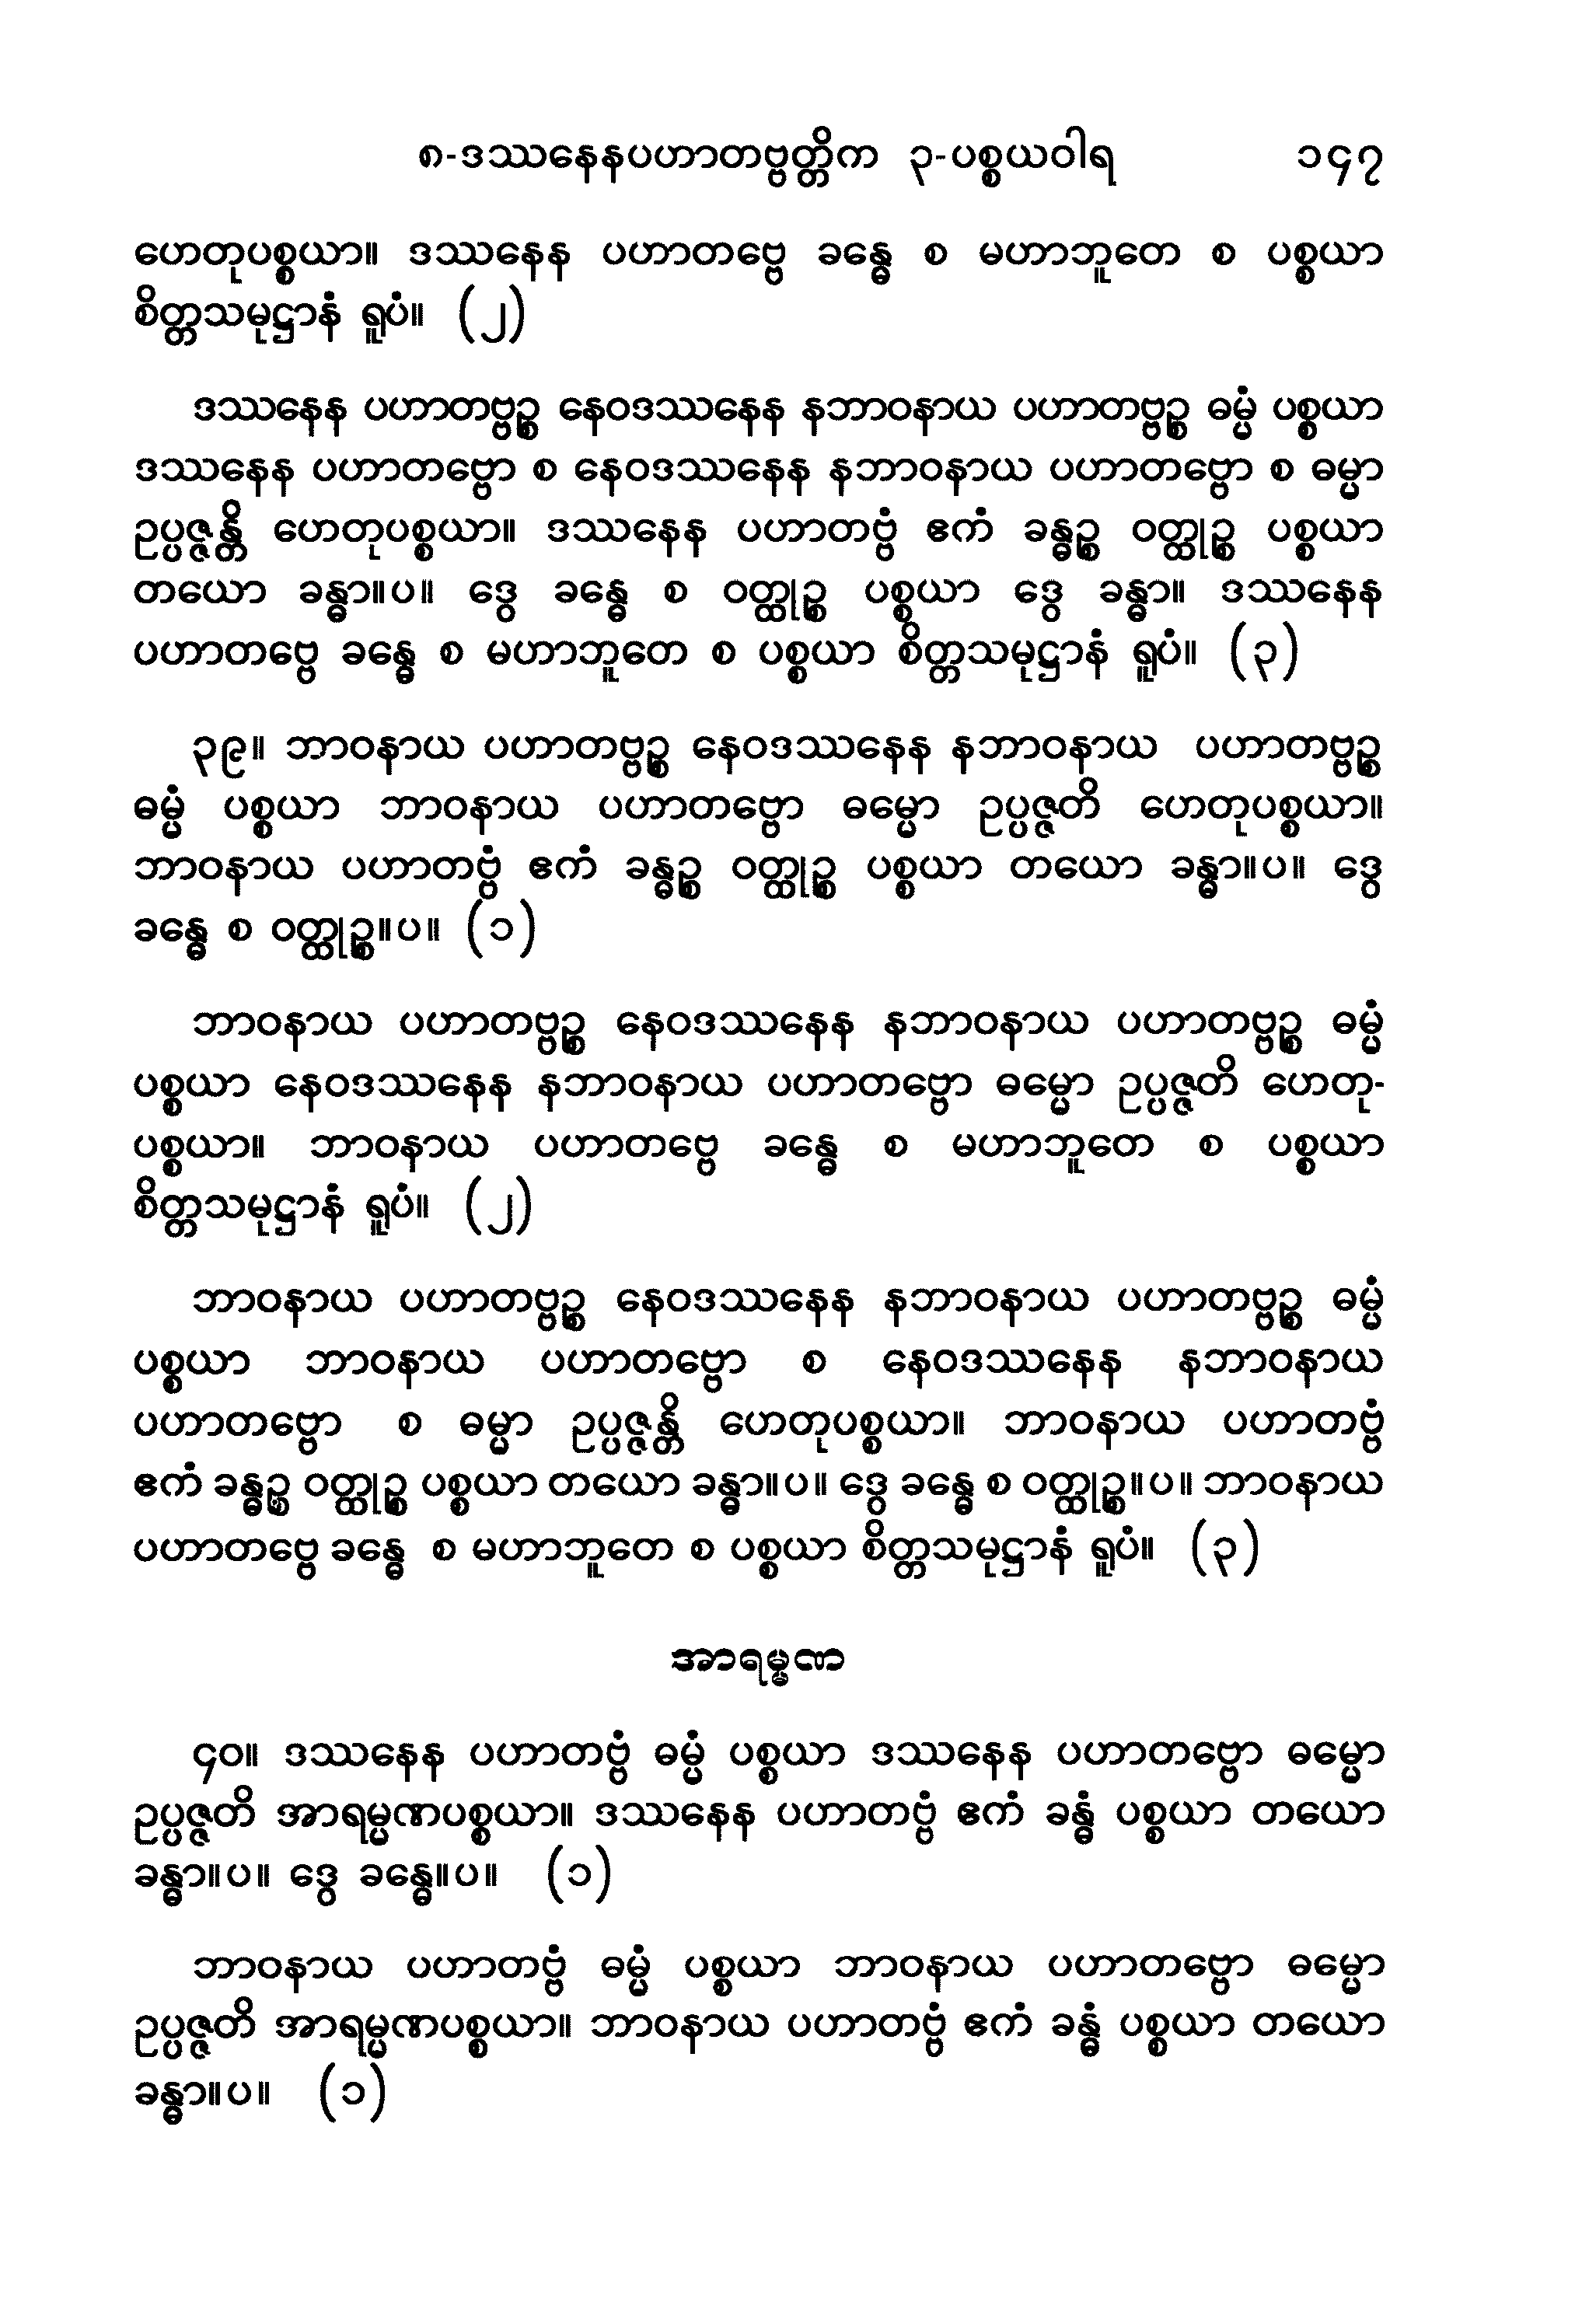 ၈-ဒဿနေနပဟာတဗ္ဗတ္တိက ၃-ပစ္စယဝါရ ၁၄၇
ဟေတုပစ္စယာ။ ဒဿနေန ပဟာတဗ္ဗေ ခန္ဓေ စ မဟာဘူတေ စ ပစ္စယာ
စိတ္တသမုဋ္ဌာနံ ရူပံ။ (၂)
ဒဿနေန ပဟာတဗ္ဗဉ္စ နေဝဒဿနေန နဘာဝနာယ ပဟာတဗ္ဗဉ္စ ဓမ္မံ ပစ္စယာ
ဒဿနေန ပဟာတဗ္ဗော စ နေဝဒဿနေန နဘာဝနာယ ပဟာတဗ္ဗော စ ဓမ္မာ
ဥပ္ပဇ္ဇန္တိ ဟေတုပစ္စယာ။ ဒဿနေန ပဟာတဗ္ဗံ ဧကံ ခန္ဓဉ္စ ဝတ္ထုဉ္စ ပစ္စယာ
တယော ခန္ဓာ။ပ။ ဒွေ ခန္ဓေ စ ဝတ္ထုဉ္စ ပစ္စယာ ဒွေ ခန္ဓာ။ ဒဿနေန
ပဟာတဗ္ဗေ ခန္ဓေ စ မဟာဘူတေ စ ပစ္စယာ စိတ္တသမုဋ္ဌာနံ ရူပံ။ (၃)
၃၉။ ဘာဝနာယ ပဟာတဗ္ဗဉ္စ နေဝဒဿနေန နဘာဝနာယ ပဟာတဗ္ဗဉ္စ
ဓမ္မံ ပစ္စယာ ဘာဝနာယ ပဟာတဗ္ဗော ဓမ္မော ဥပ္ပဇ္ဇတိ ဟေတုပစ္စယာ။
ဘာဝနာယ ပဟာတဗ္ဗံ ဧကံ ခန္ဓဉ္စ ဝတ္ထုဉ္စ ပစ္စယာ တယော ခန္ဓာ။ပ။ ဒွေ
ခန္ဓေ စ ဝတ္ထုဉ္စ။ပ။ (၁)
ဘာဝနာယ ပဟာတဗ္ဗဉ္စ နေဝဒဿနေန နဘာဝနာယ ပဟာတဗ္ဗဉ္စ ဓမ္မံ
ပစ္စယာ နေဝဒဿနေန နဘာဝနာယ ပဟာတဗ္ဗော ဓမ္မော ဥပ္ပဇ္ဇတိ ဟေတု-
ပစ္စယာ။ ဘာဝနာယ ပဟာတဗ္ဗေ ခန္ဓေ စ မဟာဘူတေ စ ပစ္စယာ
စိတ္တသမုဋ္ဌာနံ ရူပံ။ (၂)
ဘာဝနာယ ပဟာတဗ္ဗဉ္စ နေဝဒဿနေန နဘာဝနာယ ပဟာတဗ္ဗဉ္စ ဓမ္မံ
ပစ္စယာ ဘာဝနာယ ပဟာတဗ္ဗော စ နေဝဒဿနေန နဘာဝနာယ
ပဟာတဗ္ဗော စ ဓမ္မာ ဥပ္ပဇ္ဇန္တိ ဟေတုပစ္စယာ။ ဘာဝနာယ ပဟာတဗ္ဗံ
ဧကံ ခန္ဓဉ္စ ဝတ္ထုဉ္စ ပစ္စယာ တယော ခန္ဓာ။ပ။ ဒွေ ခန္ဓေ စ ဝတ္ထုဉ္စ။ပ။ ဘာဝနာယ
ပဟာတဗ္ဗေ ခန္ဓေ စ မဟာဘူတေ စ ပစ္စယာ စိတ္တသမုဋ္ဌာနံ ရူပံ။ (၃)
အာရမ္မဏ
၄၀။ ဒဿနေန ပဟာတဗ္ဗံ ဓမ္မံ ပစ္စယာ ဒဿနေန ပဟာတဗ္ဗော ဓမ္မော
ဥပ္ပဇ္ဇတိ အာရမ္မဏပစ္စယာ။ ဒဿနေန ပဟာတဗ္ဗံ ဧကံ ခန္ဓံ ပစ္စယာ တယော
ခန္ဓာ။ပ။ ဒွေ ခန္ဓေ။ပ။ (၁)
ဘာဝနာယ ပဟာတဗ္ဗံ ဓမ္မံ ပစ္စယာ ဘာဝနာယ ပဟာတဗ္ဗော ဓမ္မော
ဥပ္ပဇ္ဇတိ အာရမ္မဏပစ္စယာ။ ဘာဝနာယ ပဟာတဗ္ဗံ ဧကံ ခန္ဓံ ပစ္စယာ တယော
ခန္ဓာ။ပ။ (၁)